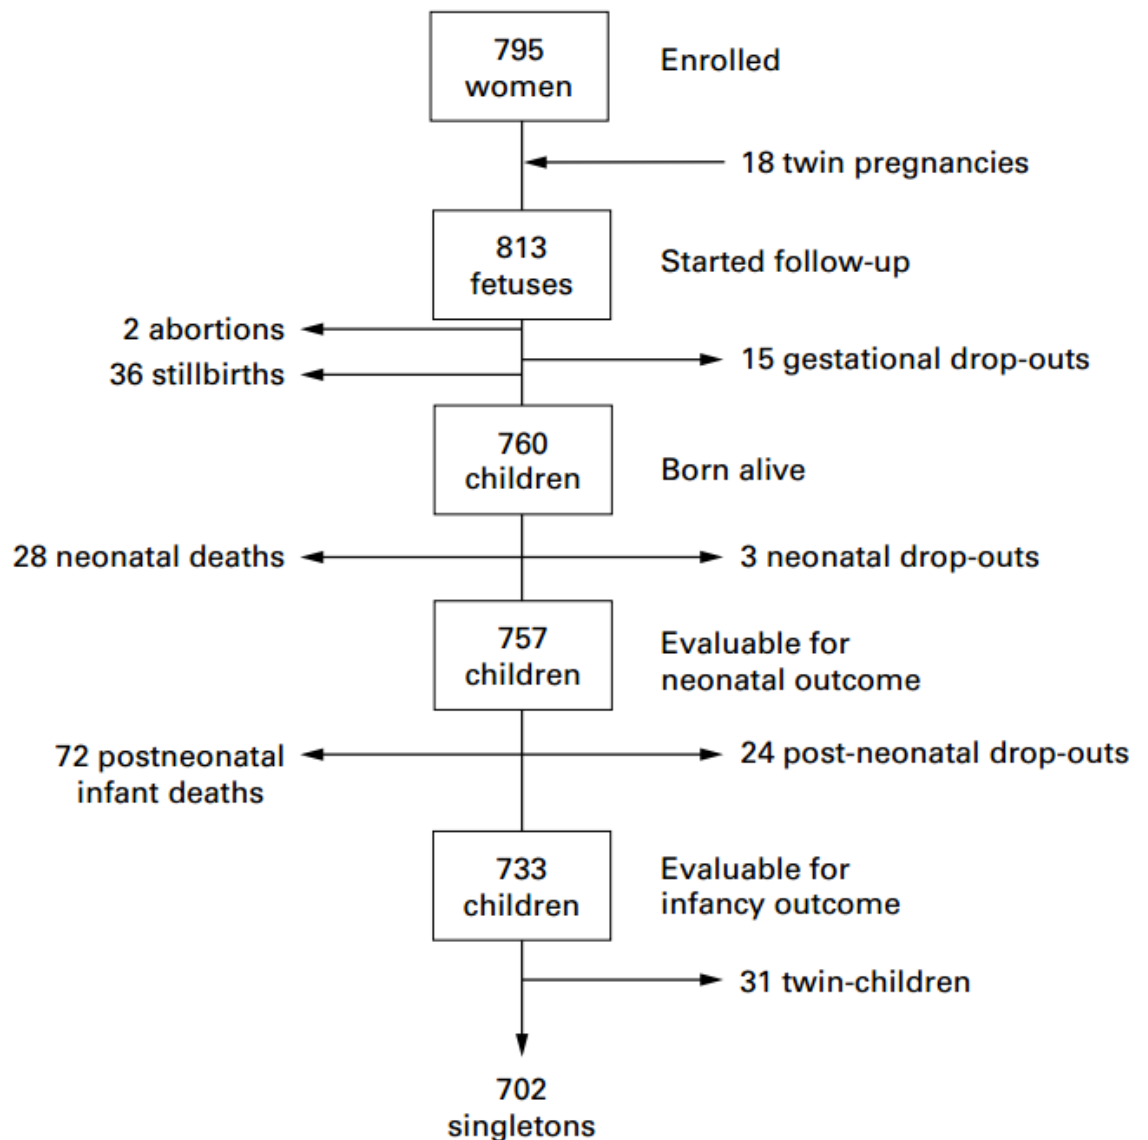 795
women
Enrolled
18 twin pregnancies
813
fetuses
Started follow-up
2 abortions
15 gestational drop-outs
36 stillbirths
760
children
Born alive
28 neonatal deaths
3 neonatal drop-outs
757
children
Evaluable for
neonatal outcome
72 postneonatal
infant deaths
24 post-neonatal drop-outs
733
children
Evaluable for
infancy outcome
31 twin-children
702
singletons